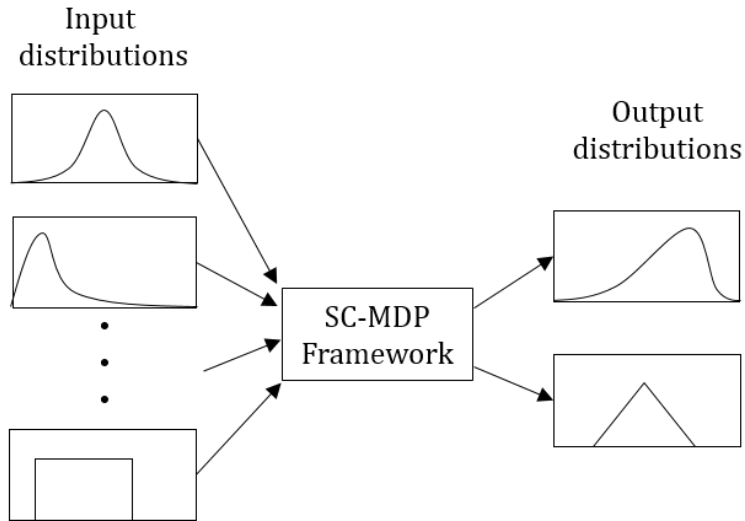 Input
distributions
Output
distributions
SC-MDP
Framework